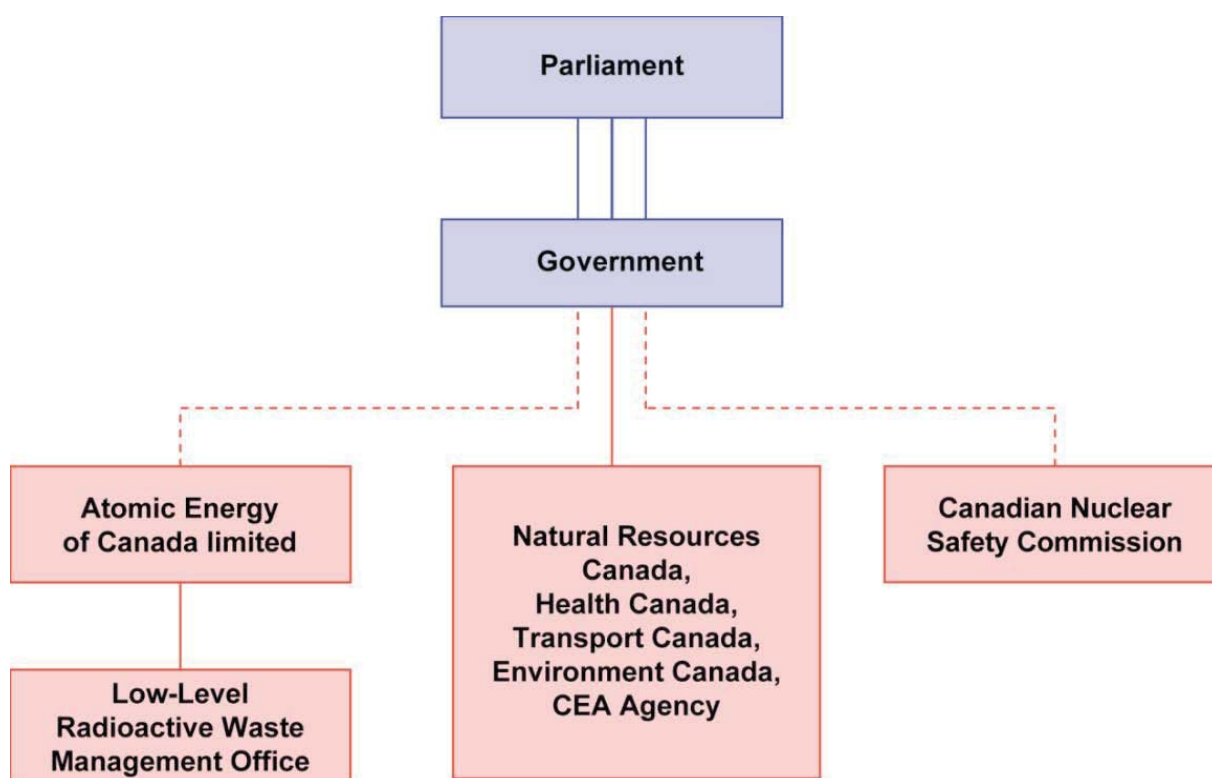 Parliament
Government
Atomic Energy
of Canada limited
Natural Resources
Canada,
Health Canada,
Transport Canada,
Environment Canada,
CEA Agency
Canadian Nuclear
Safety Commission
Low-Level
Radioactive Waste
Management Office